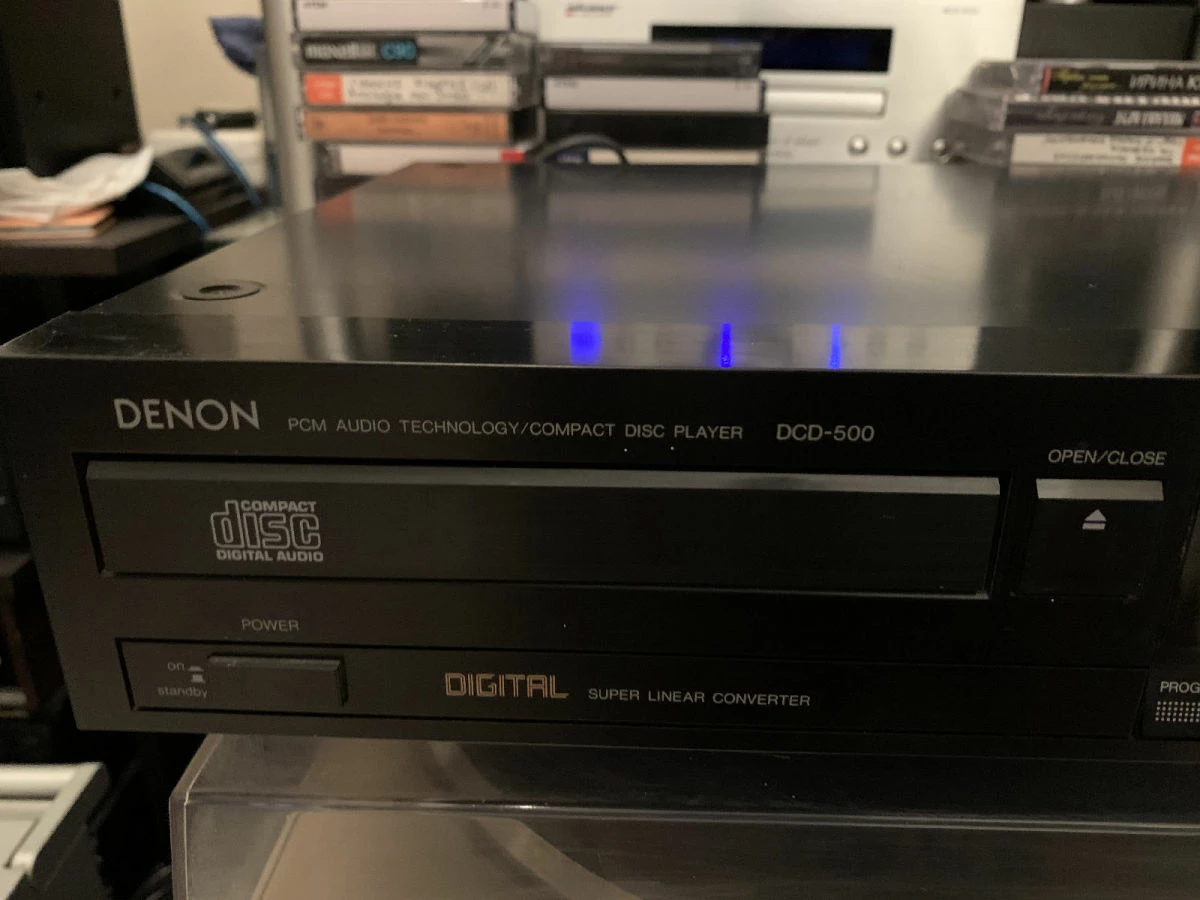 maxell C90
DENON PCM AUDIO TECHNOLOGY/COMPACT DISC PLAYER DCD-500
OPEN/CLOSE
COMPACT
disc
DIGITAL AUDIO
POWER
on
standby
DIGITAL SUPER LINEAR CONVERTER
PROG